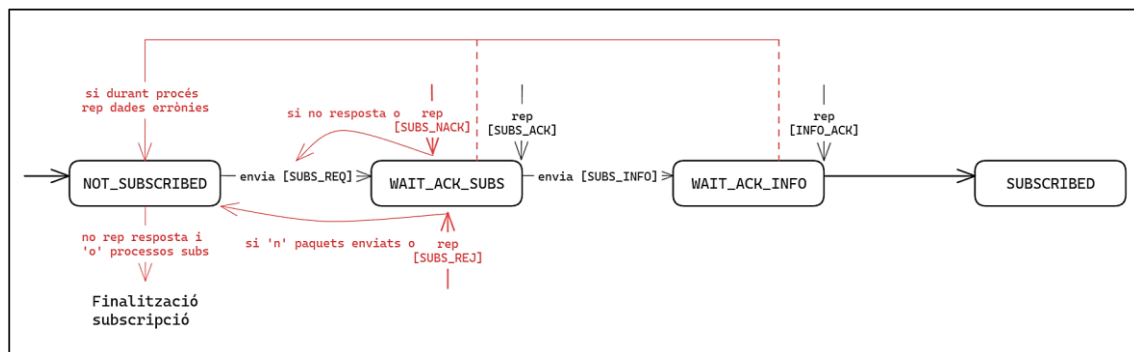 si durant procés
rep dades errònies
si no resposta o
rep
[SUBS_NACK]
rep
[SUBS_ACK]
rep
[INFO_ACK]
NOT_SUBSCRIBED
envia [SUBS_REQ]
WAIT_ACK_SUBS
envia [SUBS_INFO]
WAIT_ACK_INFO
SUBSCRIBED
no rep resposta i
'o' processos subs
si 'n' paquets enviats o
rep
[SUBS_REJ]
Finalització
subscripció